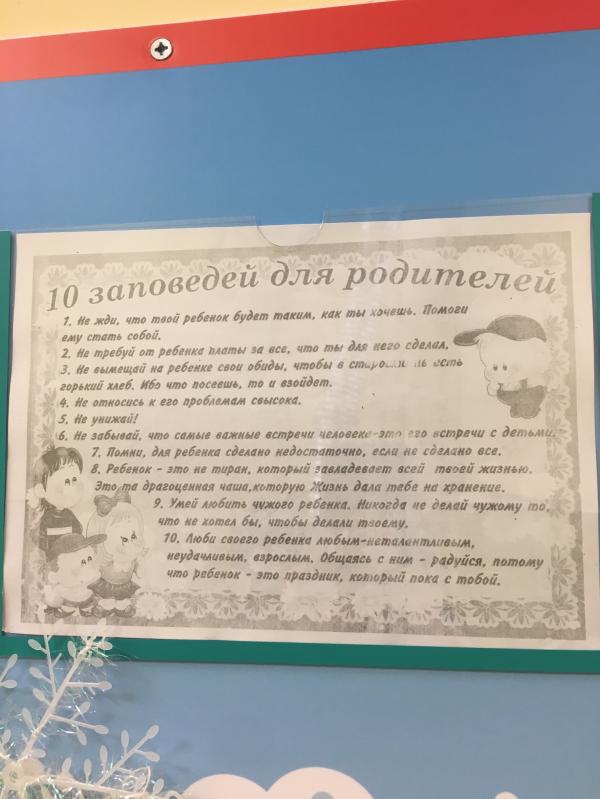 10 заповедей для родителей
1. Не жди, что твой ребенок будет таким, как ты хочешь. Помоги
ему стать собой.
2. Не требуй от ребенка платы за все, что ты для него сделал.
3. Не вымещай на ребенке свои обиды, чтобы в старости не есть
горький хлеб. Ибо что посеешь, то и взойдет.
4. Не относись к его проблемам свысока.
5. Не унижай!
6. Не забывай, что самые важные встречи человека-это его встречи с детьми.
7. Помни, для ребенка сделано недостаточно, если не сделано все.
8. Ребенок - это не тиран, который завладевает всей твоей жизнью.
Это та драгоценная чаша,которую Жизнь дала тебе на хранение.
9. Умей любить чужого ребенка. Никогда не делай чужому то,
что не хотел бы, чтобы делали твоему.
10. Люби своего ребенка любым-неталантливым,
неудачливым, взрослым. Общаясь с ним - радуйся, потому
что ребенок - это праздник, который пока с тобой.